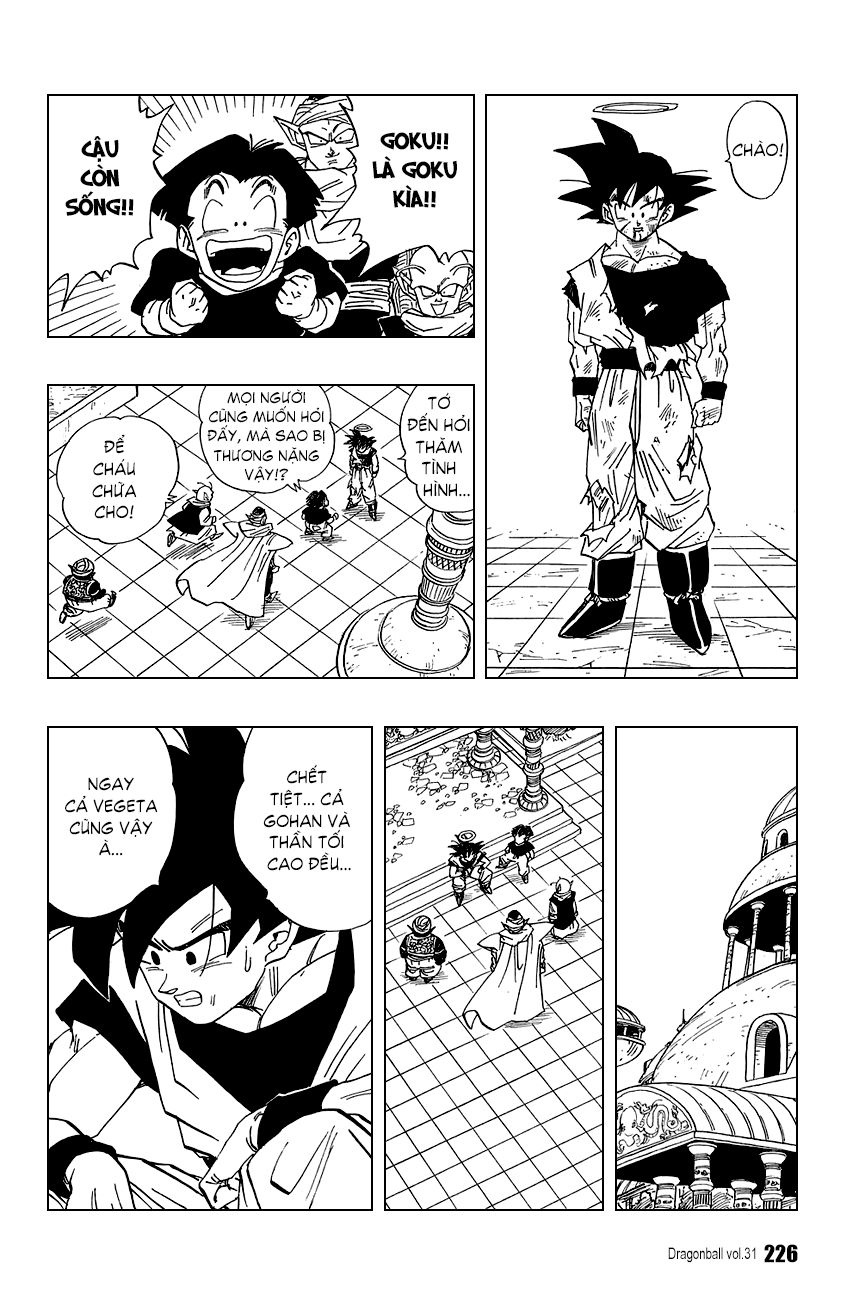 CHÀO!
GOKU!!
LÀ GOKU
KÌA!!
CẬU
CÒN
SỐNG!!
TỚ
ĐẾN HỎI
THĂM
TÌNH
HÌNH...
MỌI NGƯỜI
CŨNG MUỐN HỎI
ĐẤY, MÀ SAO BỊ
THƯƠNG NẶNG
VẬY!?
ĐỂ
CHÁU
CHỮA
CHO!
CHẾT
TIỆT... CẢ
GOHAN VÀ
THẦN TỐI
CAO ĐỀU...
NGAY
CẢ VEGETA
CŨNG VẬY
À...
Dragonball vol.31 226